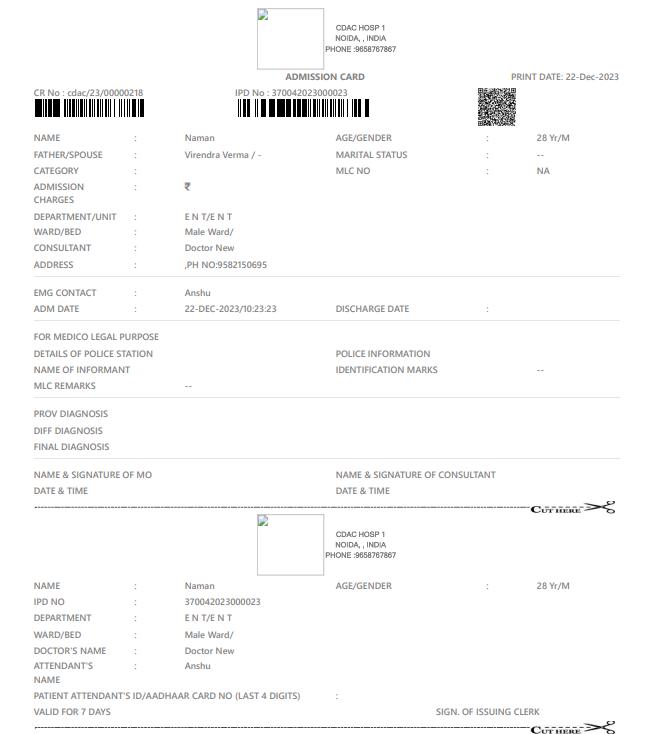 CDAC HOSP 1
NOIDA, , INDIA
PHONE :9658767867
ADMISSION CARD PRINT DATE: 22-Dec-2023
CR No : cdac/23/00000218 IPD No : 370042023000023
NAME : Naman AGE/GENDER : 28 Yr/M
FATHER/SPOUSE : Virendra Verma / - MARITAL STATUS : --
CATEGORY : MLC NO : NA
ADMISSION CHARGES : ₹
DEPARTMENT/UNIT : E N T/E N T
WARD/BED : Male Ward/
CONSULTANT : Doctor New
ADDRESS : ,PH NO:9582150695
EMG CONTACT : Anshu
ADM DATE : 22-DEC-2023/10:23:23 DISCHARGE DATE :
FOR MEDICO LEGAL PURPOSE
DETAILS OF POLICE STATION POLICE INFORMATION
NAME OF INFORMANT IDENTIFICATION MARKS --
MLC REMARKS --
PROV DIAGNOSIS
DIFF DIAGNOSIS
FINAL DIAGNOSIS
NAME & SIGNATURE OF MO NAME & SIGNATURE OF CONSULTANT
DATE & TIME DATE & TIME
CUT HERE
CDAC HOSP 1
NOIDA, , INDIA
PHONE :9658767867
NAME : Naman AGE/GENDER : 28 Yr/M
IPD NO : 370042023000023
DEPARTMENT : E N T/E N T
WARD/BED : Male Ward/
DOCTOR'S NAME : Doctor New
ATTENDANT'S NAME : Anshu
PATIENT ATTENDANT'S ID/AADHAAR CARD NO (LAST 4 DIGITS) :
VALID FOR 7 DAYS SIGN. OF ISSUING CLERK
CUT HERE